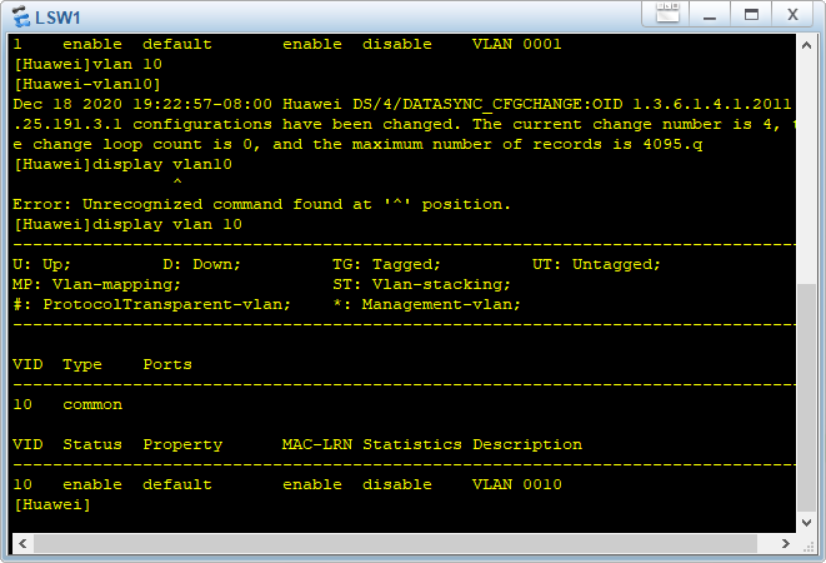 LSW1
1    enable  default       enable  disable    VLAN 0001
[Huawei]vlan 10
[Huawei-vlan10]
Dec 18 2020 19:22:57-08:00 Huawei DS/4/DATASYNC_CFGCHANGE:OID 1.3.6.1.4.1.2011
.25.191.3.1 configurations have been changed. The current change number is 4,
e change loop count is 0, and the maximum number of records is 4095.q
[Huawei]display vlan10
                ^
Error: Unrecognized command found at '^' position.
[Huawei]display vlan 10
--------------------------------------------------------------------------------
U: Up;         D: Down;         TG: Tagged;         UT: Untagged;
MP: Vlan-mapping;               ST: Vlan-stacking;
#: ProtocolTransparent-vlan;    *: Management-vlan;
--------------------------------------------------------------------------------
VID  Type    Ports
--------------------------------------------------------------------------------
10   common
VID  Status  Property      MAC-LRN Statistics Description
--------------------------------------------------------------------------------
10   enable  default       enable  disable    VLAN 0010
[Huawei]